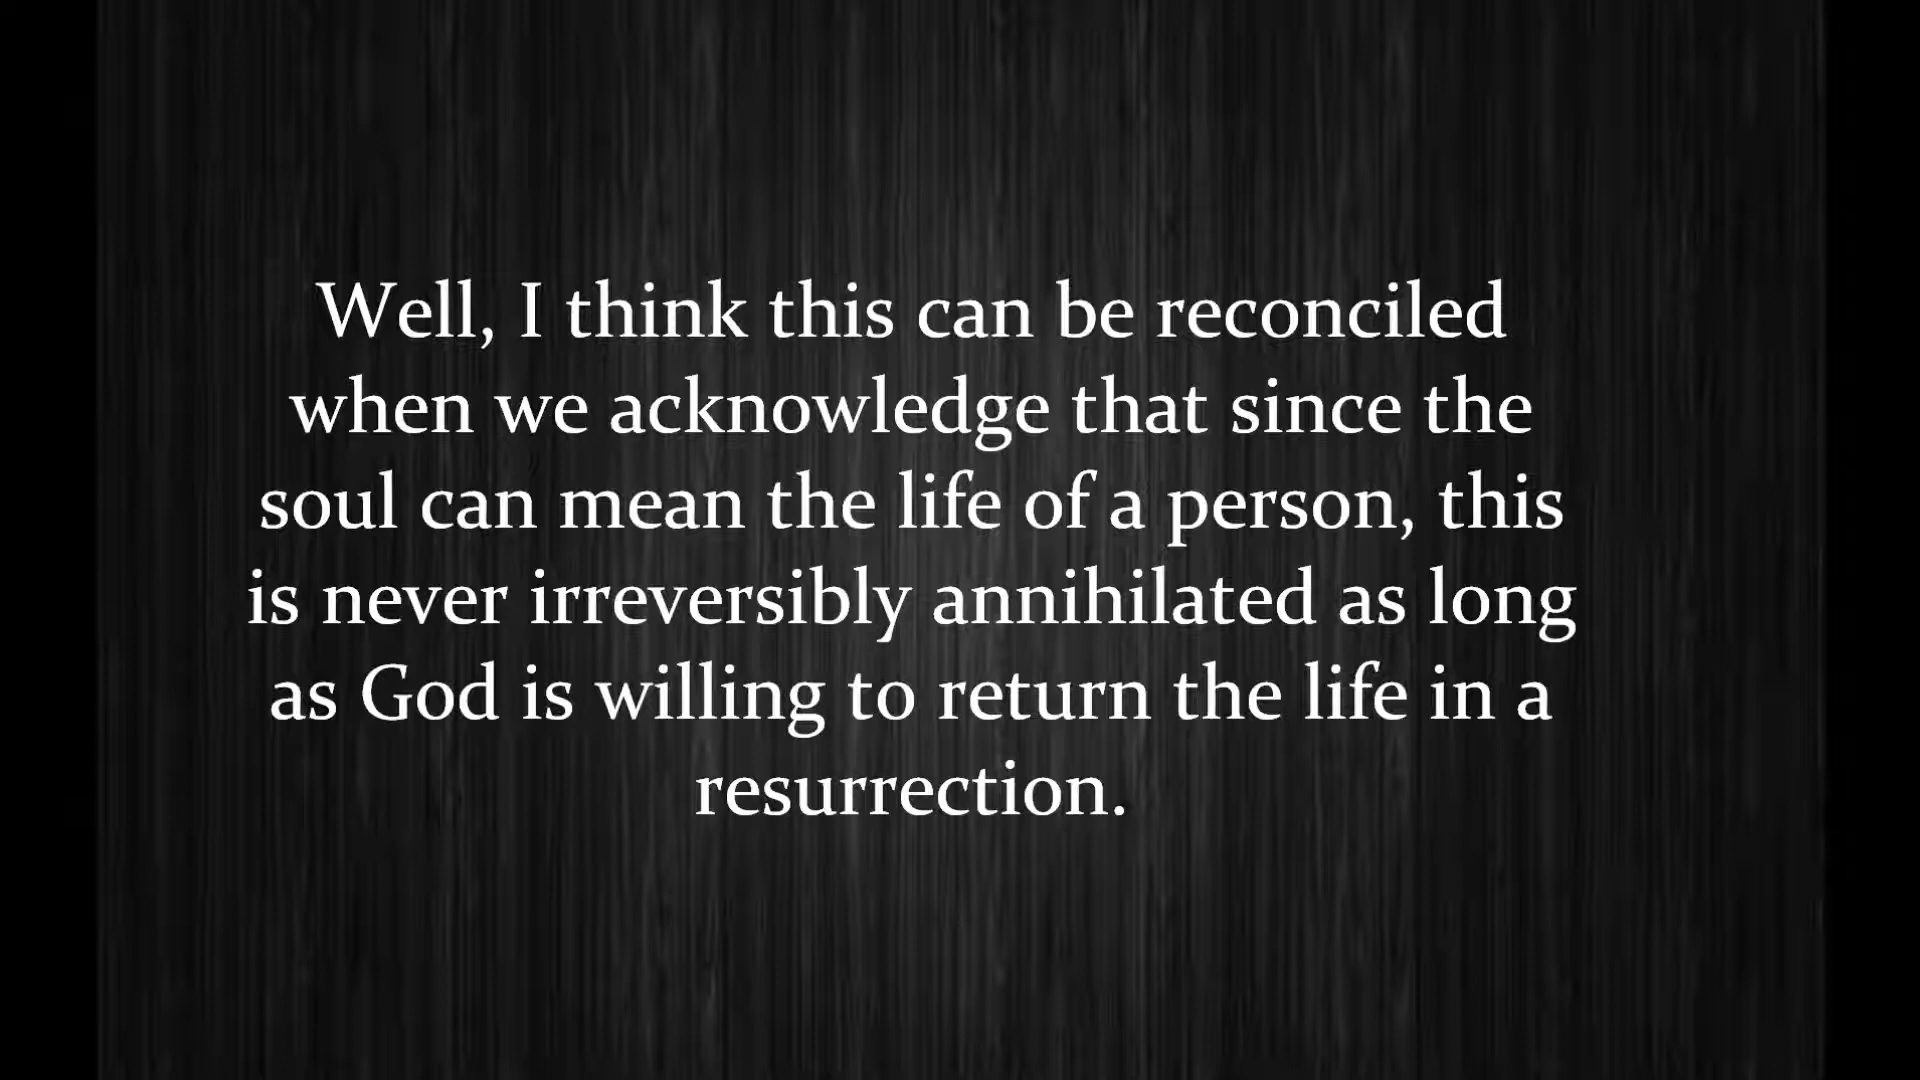 Well, I think this can be reconciled
when we acknowledge that since the
soul can mean the life of a person, this
is never irreversibly annihilated as long
as God is willing to return the life in a
resurrection.